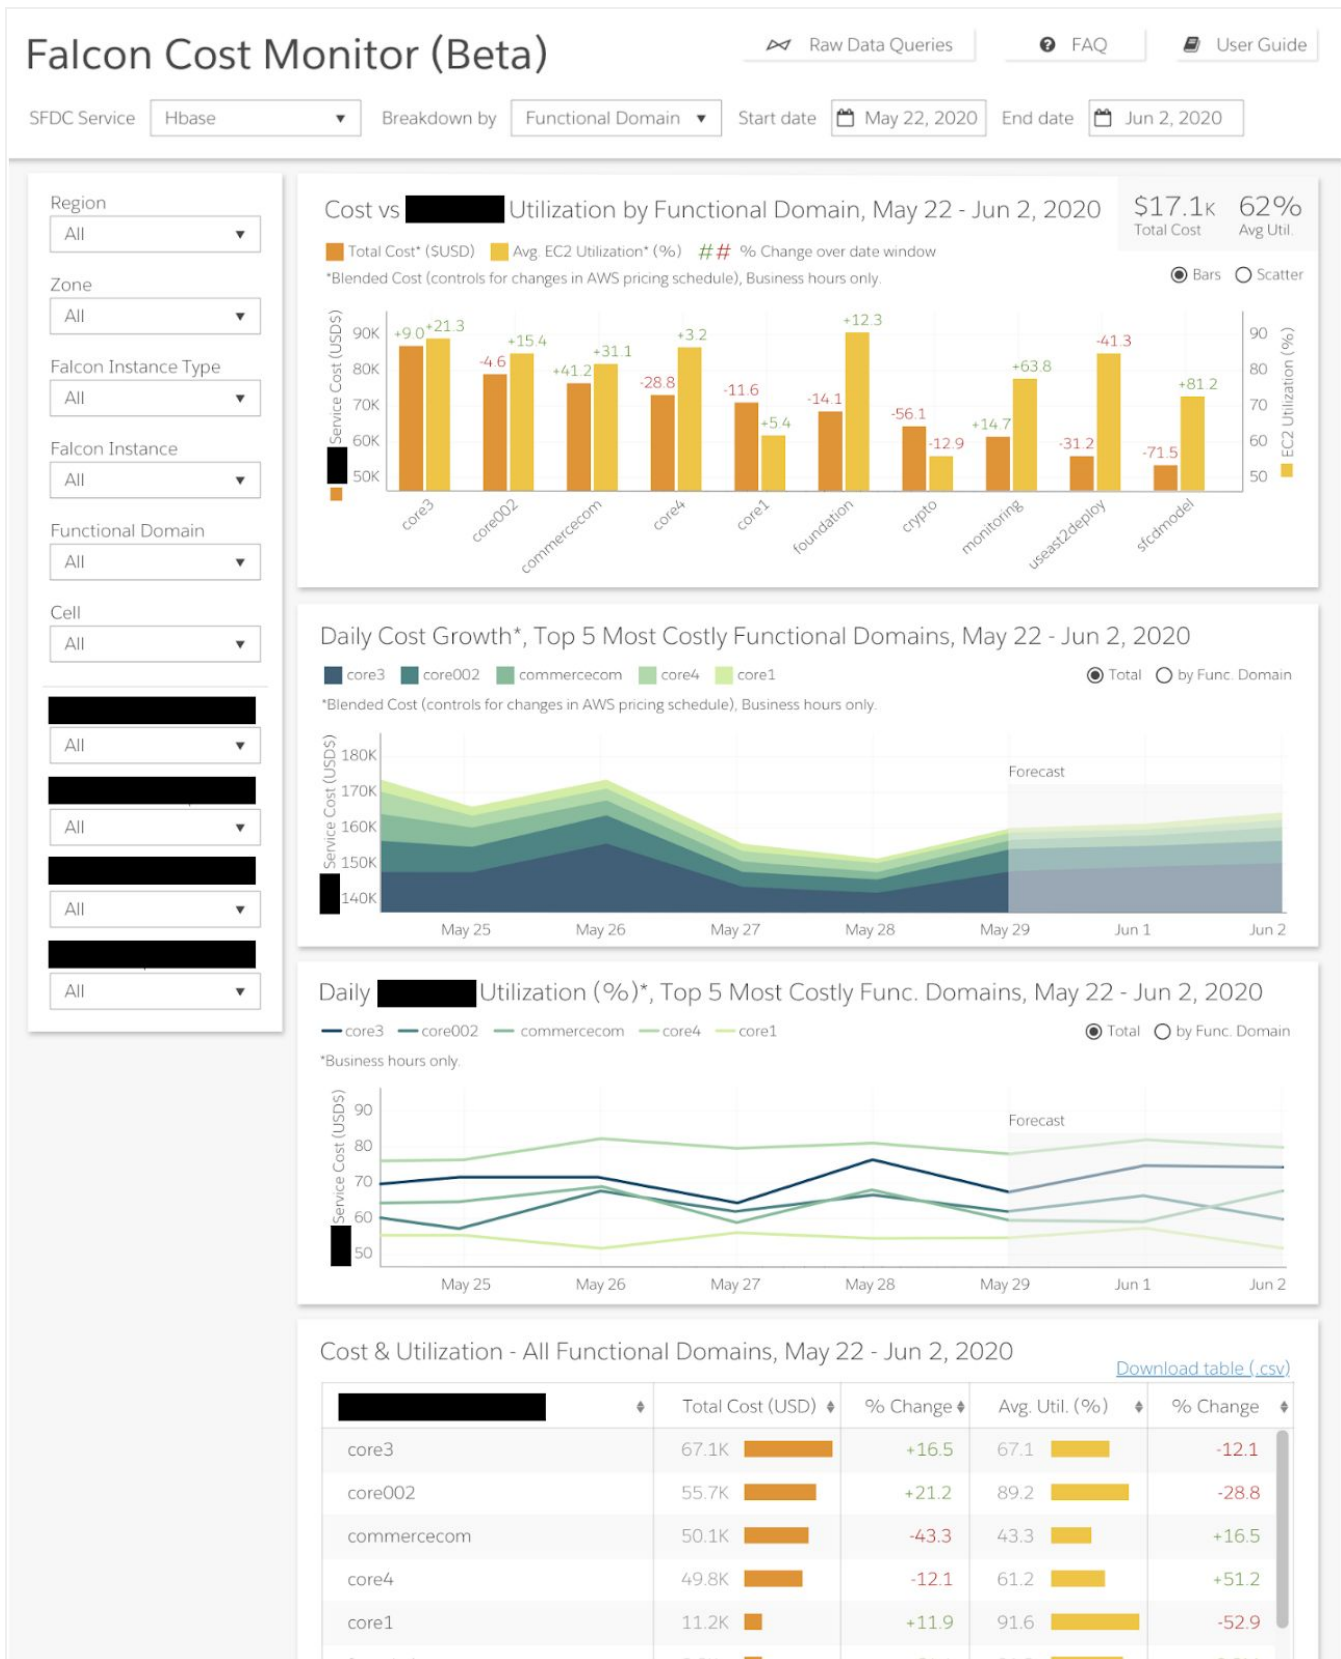 Falcon Cost Monitor (Beta)
Raw Data Queries
FAQ
User Guide
SFDC Service
Hbase
Breakdown by
Functional Domain
Start date
May 22, 2020
End date
Jun 2, 2020
Region
All
Zone
All
Falcon Instance Type
All
Falcon Instance
All
Functional Domain
All
Cell
All
All
All
All
All
Cost vs Utilization by Functional Domain, May 22 - Jun 2, 2020
$17.1K
Total Cost
62%
Avg Util.
Total Cost* (SUSD)
Avg. EC2 Utilization* (%)
## % Change over date window
*Blended Cost (controls for changes in AWS pricing schedule), Business hours only.
Bars
Scatter
Service Cost (USD$)
90K
80K
70K
60K
50K
+9.0
+21.3
-4.6
+15.4
+41.2
+31.1
-28.8
+3.2
-11.6
+5.4
-14.1
+12.3
-56.1
-12.9
+14.7
+63.8
-31.2
-41.3
-71.5
+81.2
90
80
70
60
50
EC2 Utilization (%)
core3
core002
commercecom
core4
core1
foundation
crypto
monitoring
useast2deploy
sfcdmodel
Daily Cost Growth*, Top 5 Most Costly Functional Domains, May 22 - Jun 2, 2020
core3
core002
commercecom
core4
core1
Total
by Func. Domain
*Blended Cost (controls for changes in AWS pricing schedule), Business hours only.
Service Cost (USD$)
180K
170K
160K
150K
140K
Forecast
May 25
May 26
May 27
May 28
May 29
Jun 1
Jun 2
Daily Utilization (%)*, Top 5 Most Costly Func. Domains, May 22 - Jun 2, 2020
core3
core002
commercecom
core4
core1
Total
by Func. Domain
*Business hours only.
Service Cost (USD$)
90
80
70
60
50
Forecast
May 25
May 26
May 27
May 28
May 29
Jun 1
Jun 2
Cost & Utilization - All Functional Domains, May 22 - Jun 2, 2020
Download table (.csv)
Total Cost (USD)
% Change
Avg. Util. (%)
% Change
core3 67.1K +16.5 67.1 -12.1
core002 55.7K +21.2 89.2 -28.8
commercecom 50.1K -43.3 43.3 +16.5
core4 49.8K -12.1 61.2 +51.2
core1 11.2K +11.9 91.6 -52.9